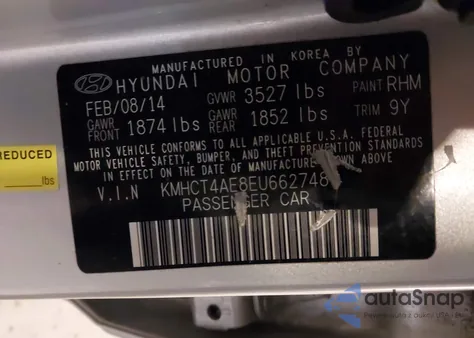 MANUFACTURED IN KOREA BY
HYUNDAI MOTOR COMPANY
FEB/08/14 GVWR 3527 lbs PAINT RHM
GAWR FRONT 1874 lbs GAWR REAR 1852 lbs TRIM 9Y
THIS VEHICLE CONFORMS TO ALL APPLICABLE U.S.A. FEDERAL
MOTOR VEHICLE SAFETY, BUMPER, AND THEFT PREVENTION STANDARDS
IN EFFECT ON THE DATE OF MANUFACTURE SHOWN ABOVE.
V.I.N KMHCT4AE8EU662748
PASSENGER CAR
REDUCED
lbs
autaSnap